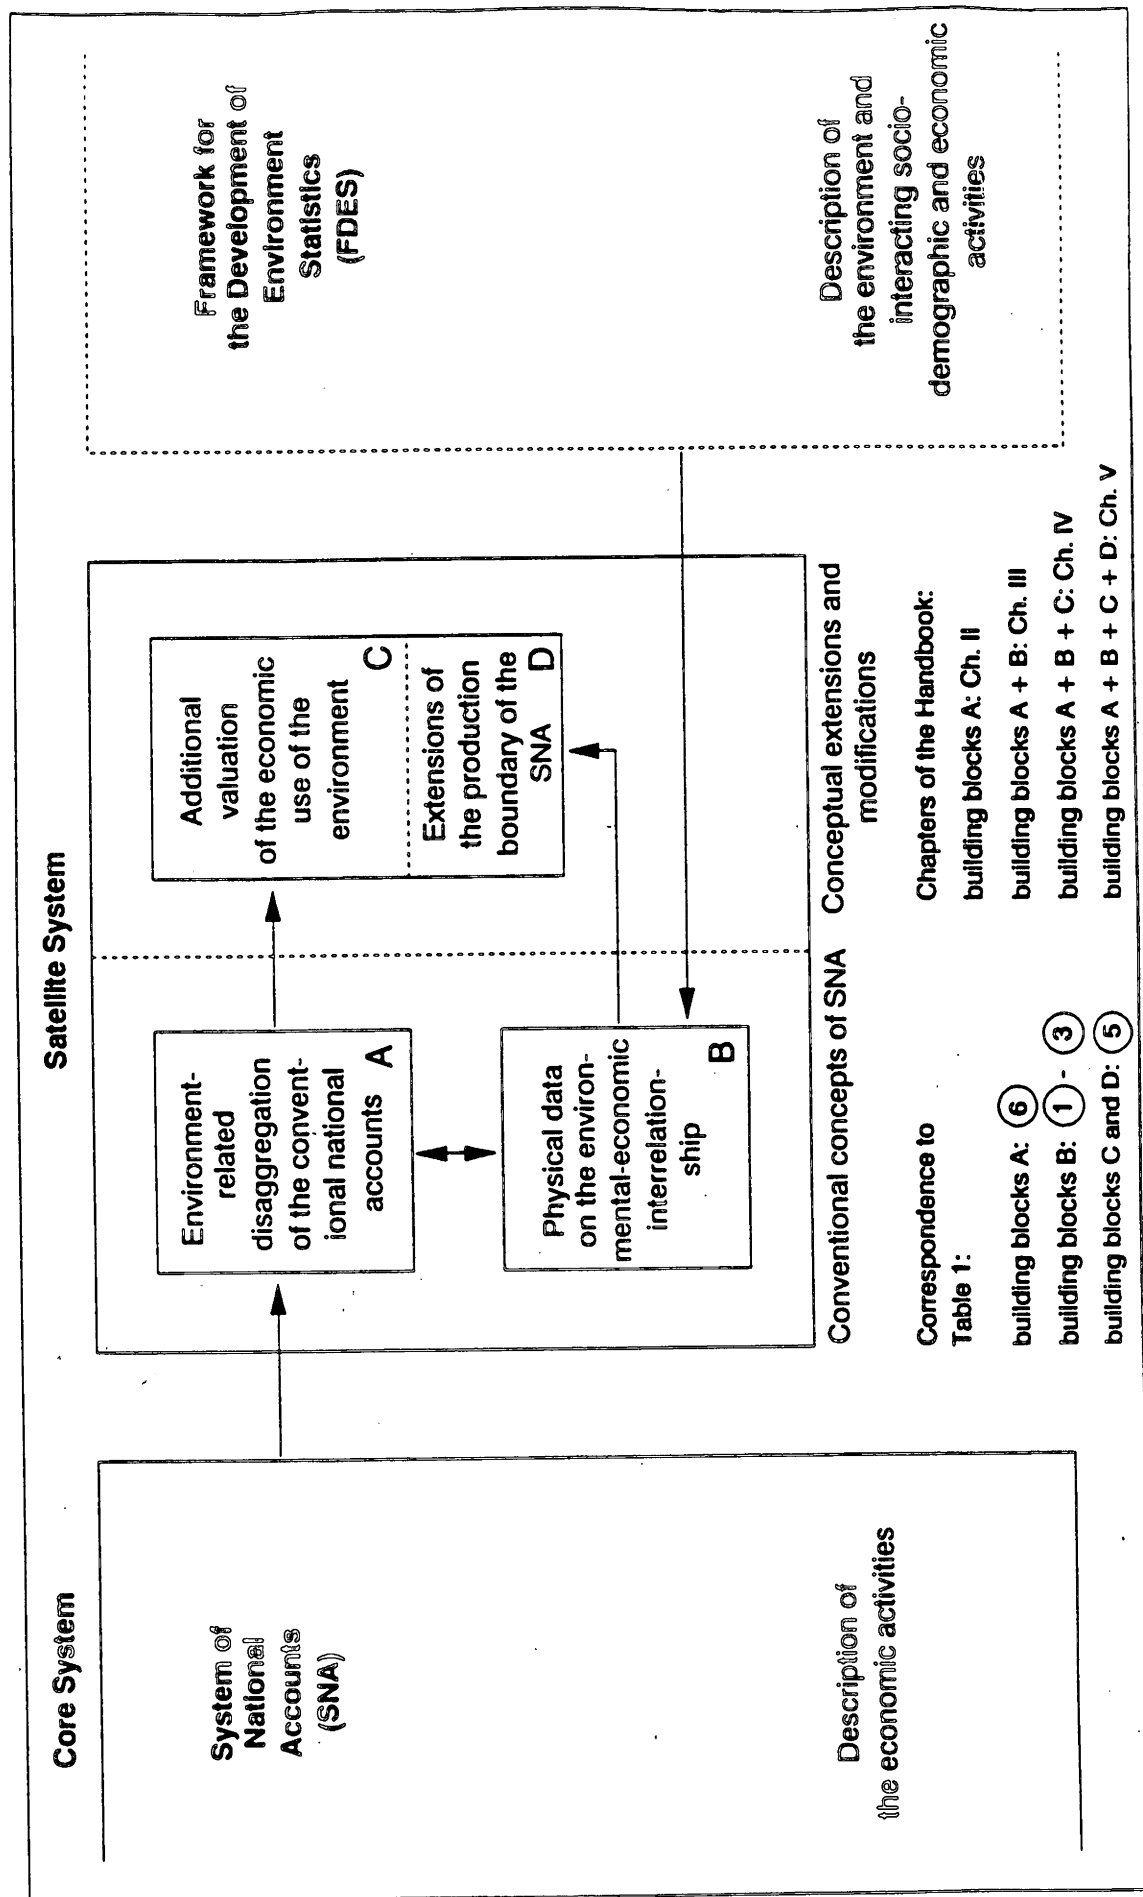 Core System
System of
National
Accounts
(SNA)
Description of
the economic activities
Satellite System
Environment-
related
disaggregation
of the convent-
ional national
accounts
A
Physical data
on the environ-
mental-economic
interrelation-
ship
B
Additional
valuation
of the economic
use of the
environment
C
Extensions of
the production
boundary of the
SNA
D
Conventional concepts of SNA
Conceptual extensions and
modifications
Correspondence to
Table 1:
building blocks A: 6
building blocks B: 1 - 3
building blocks C and D: 5
Chapters of the Handbook:
building blocks A: Ch. II
building blocks A + B: Ch. III
building blocks A + B + C: Ch. IV
building blocks A + B + C + D: Ch. V
Framework for
the Development of
Environment
Statistics
(FDES)
Description of
the environment and
interacting socio-
demographic and economic
activities